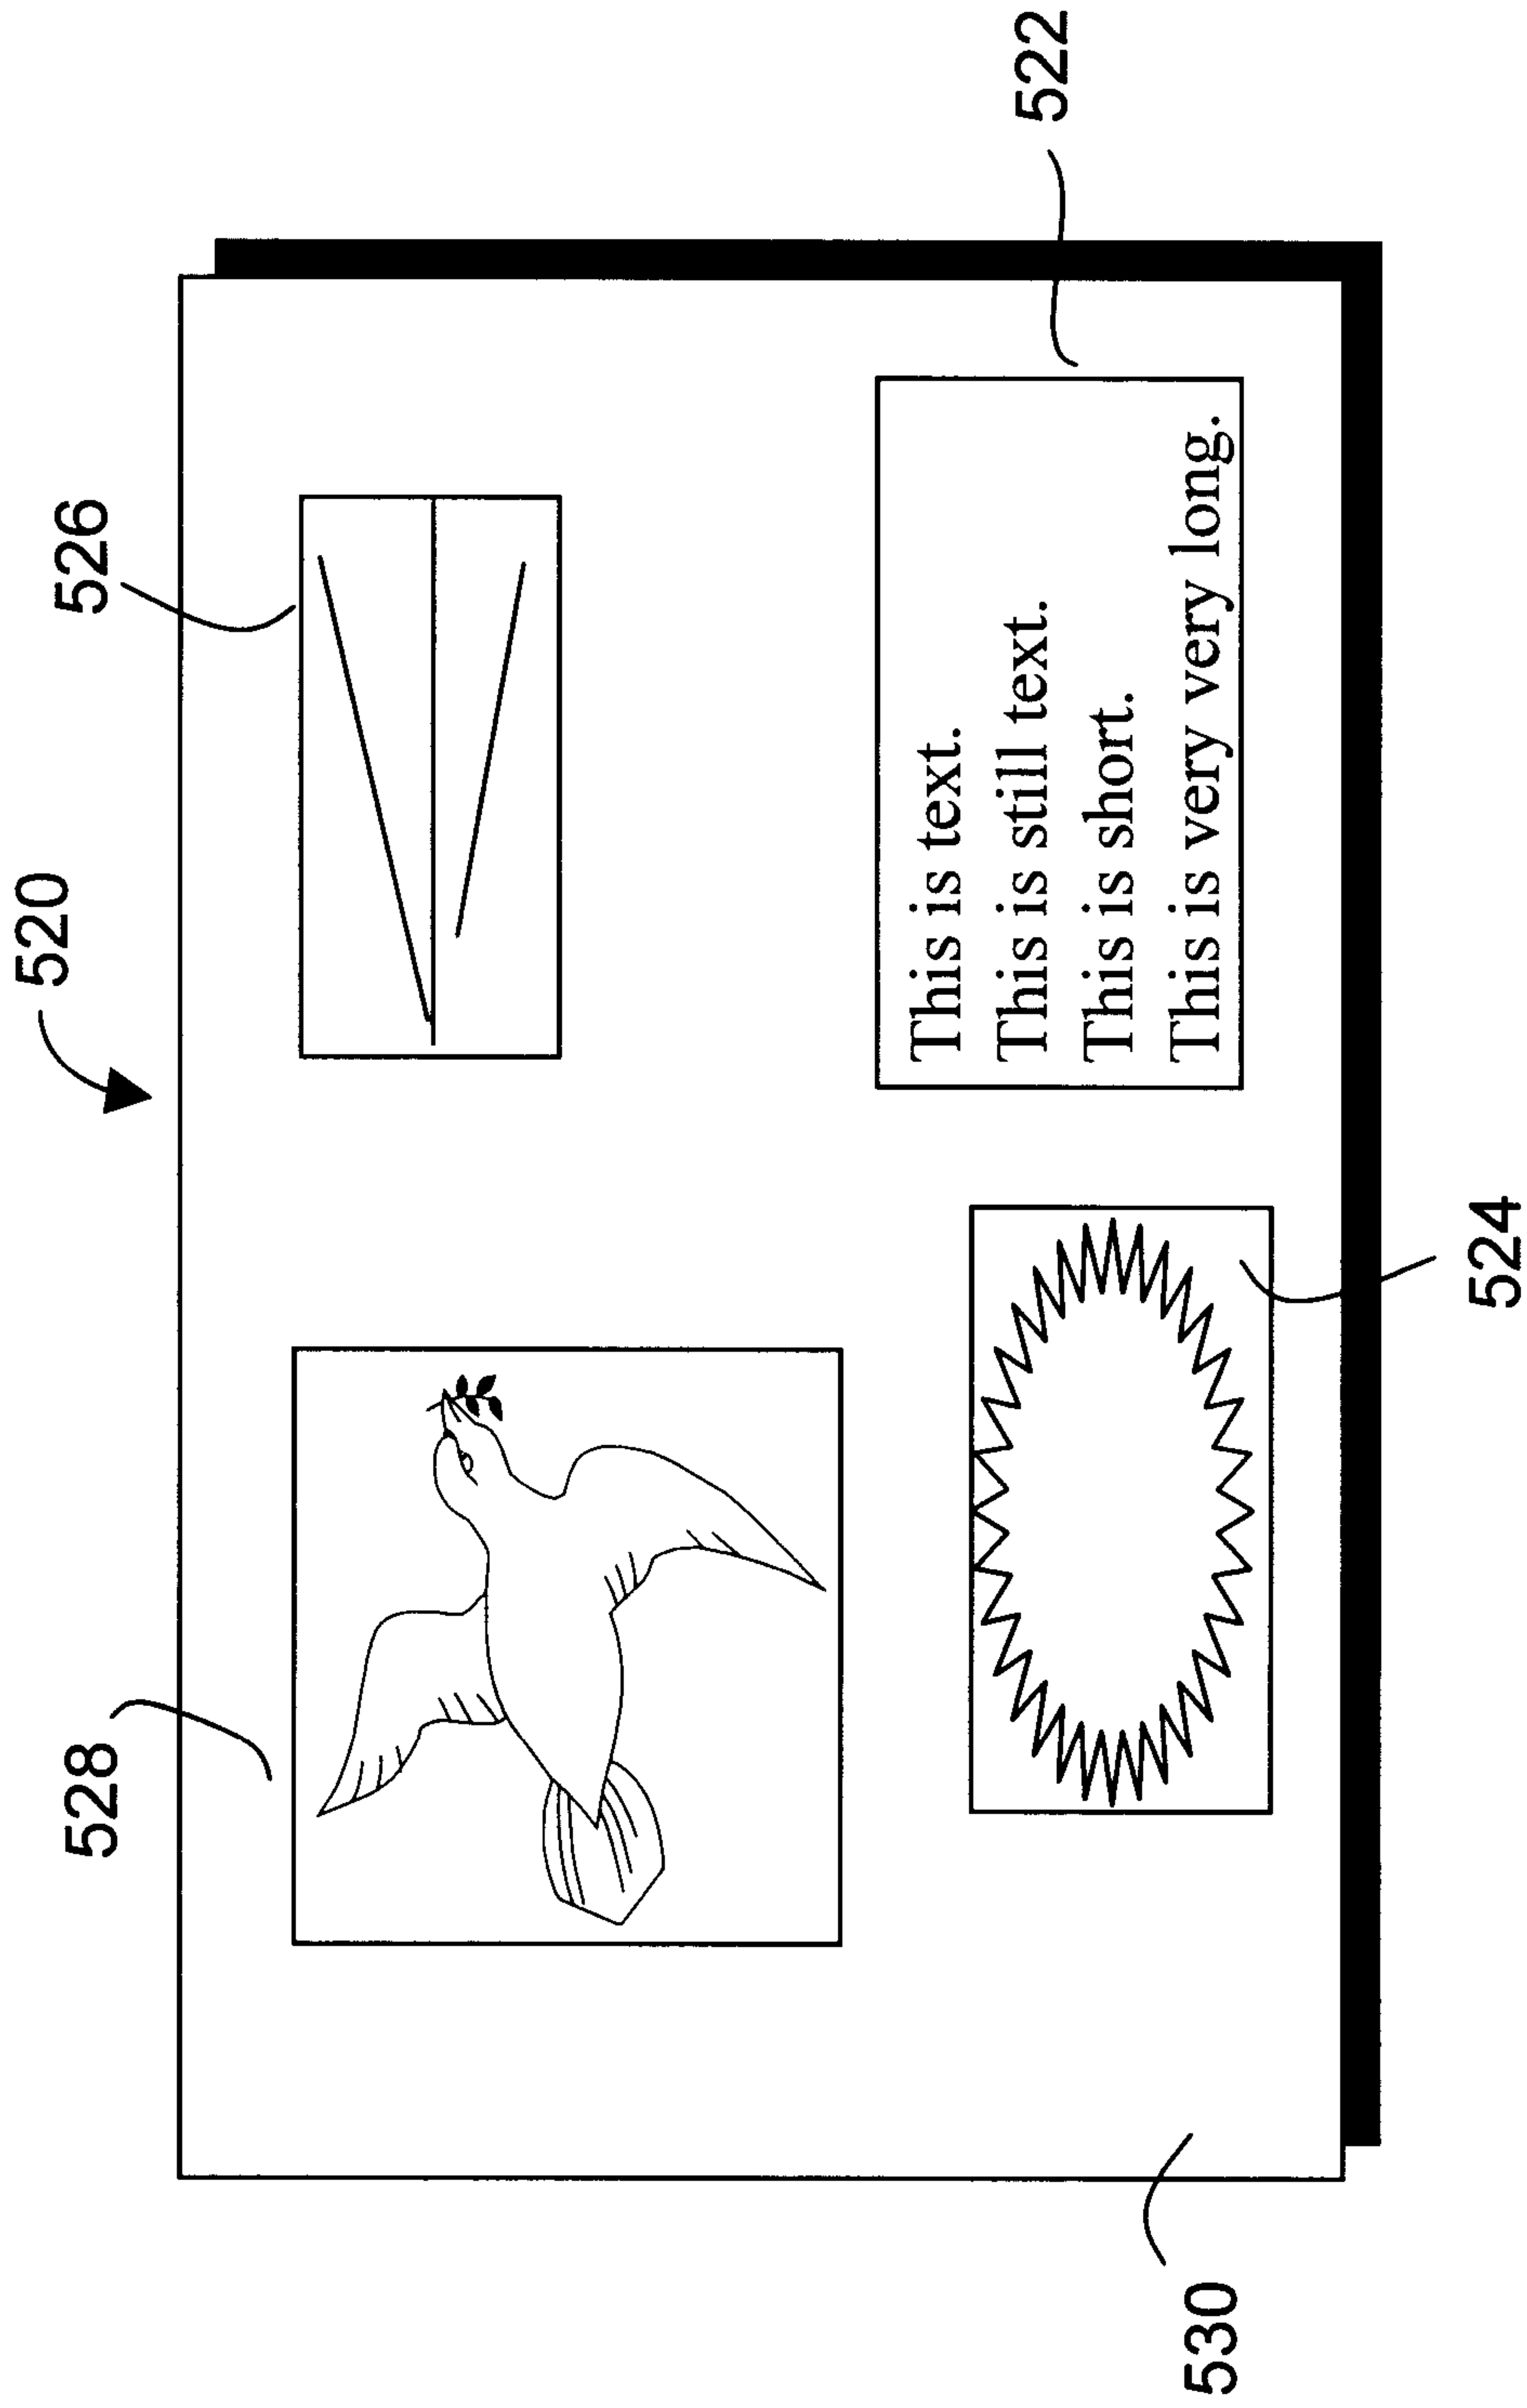 520
528
526
This is text.
This is still text.
This is short.
This is very very long.
522
530
524